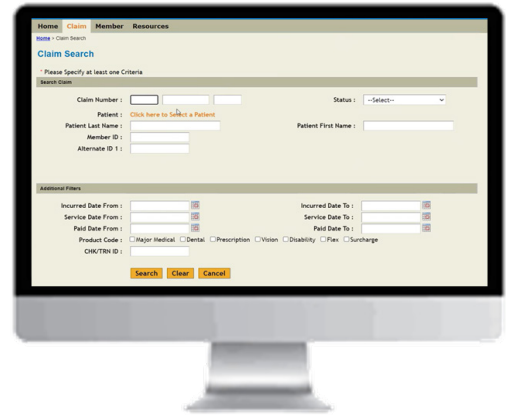 Home Claim Member Resources
Home > Claim Search
Claim Search
* Please Specify at least one Criteria
Search Claim
Claim Number : Status : --Select--
Patient : Click here to Select a Patient
Patient Last Name : Patient First Name :
Member ID :
Alternate ID 1 :
Additional Filters
Incurred Date From : Incurred Date To :
Service Date From : Service Date To :
Paid Date From : Paid Date To :
Product Code : Major Medical Dental Prescription Vision Disability Flex Surcharge
CHK/TRN ID :
Search Clear Cancel